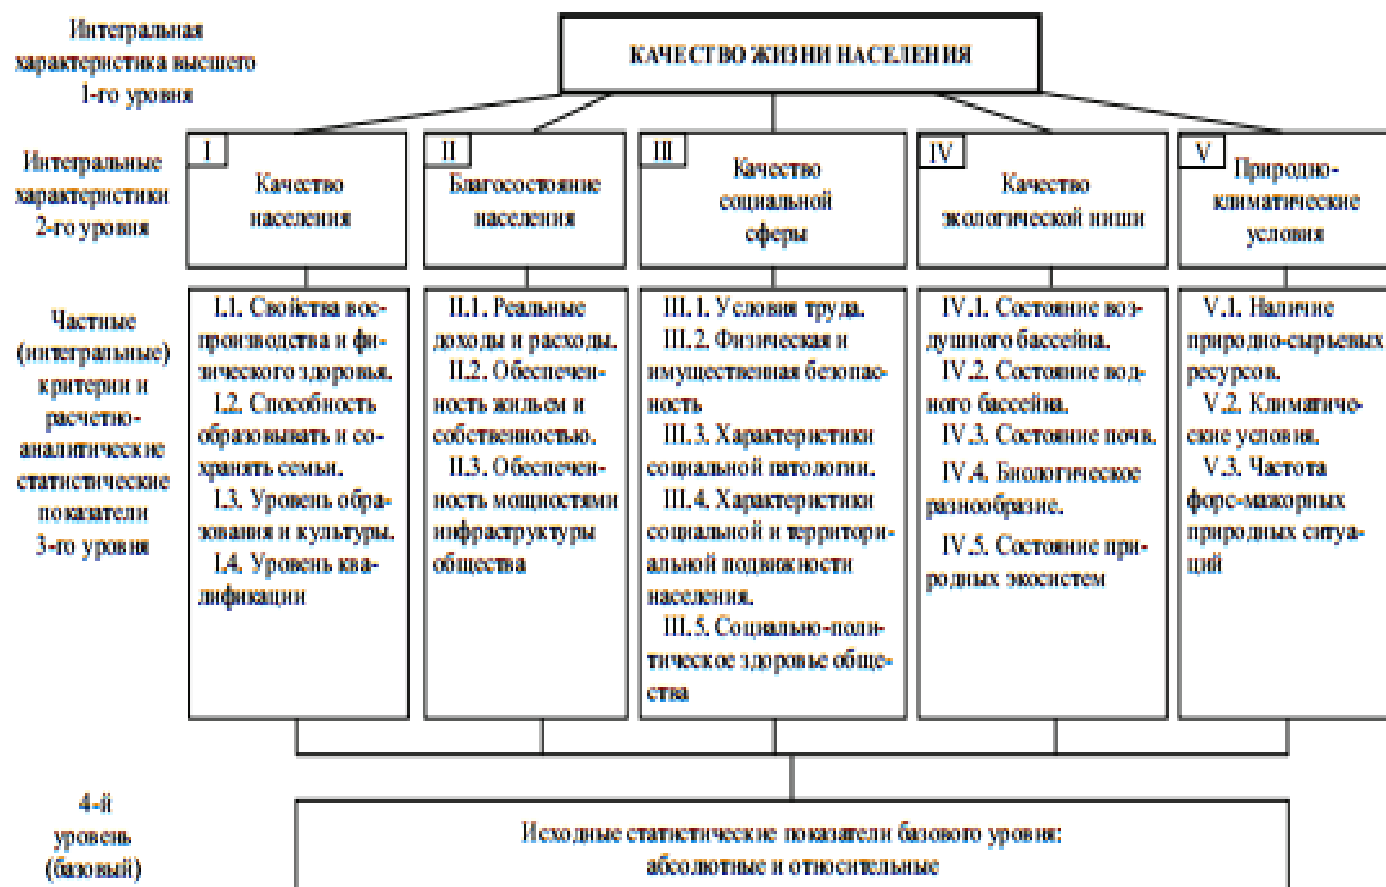 Интегральная
характеристика высшего
1-го уровня
КАЧЕСТВО ЖИЗНИ НАСЕЛЕНИЯ
Интегральные
характеристики
2-го уровня
I
Качество
населения
II
Благосостояние
населения
III
Качество
социальной
сферы
IV
Качество
экологической ниши
V
Природно-
климатические
условия
Частные
(интегральные)
критерии и
расчетно-
аналитические
статистические
показатели
3-го уровня
I.1. Свойства вос-
производства и фи-
зического здоровья.
I.2. Способность
образовывать и со-
хранять семьи.
I.3. Уровень обра-
зования и культуры.
I.4. Уровень ква-
лификации
II.1. Реальные
доходы и расходы.
II.2. Обеспечен-
ность жильем и
собственностью.
II.3. Обеспечен-
ность мощностями
инфраструктуры
общества
III.1. Условия труда.
III.2. Физическая и
имущественная безопас-
ность
III.3. Характеристики
социальной патологии.
III.4. Характеристики
социальной и территори-
альной подвижности
населения.
III.5. Социально-поли-
тическое здоровье обще-
ства
IV.1. Состояние воз-
душного бассейна.
IV.2. Состояние вод-
ного бассейна.
IV.3. Состояние почв.
IV.4. Биологическое
разнообразие.
IV.5. Состояние при-
родных экосистем
V.1. Наличие
природно-сырьевых
ресурсов.
V.2. Климатиче-
ские условия.
V.3. Частота
форс-мажорных
природных ситуа-
ций
4-й
уровень
(базовый)
Исходные статистические показатели базового уровня:
абсолютные и относительные